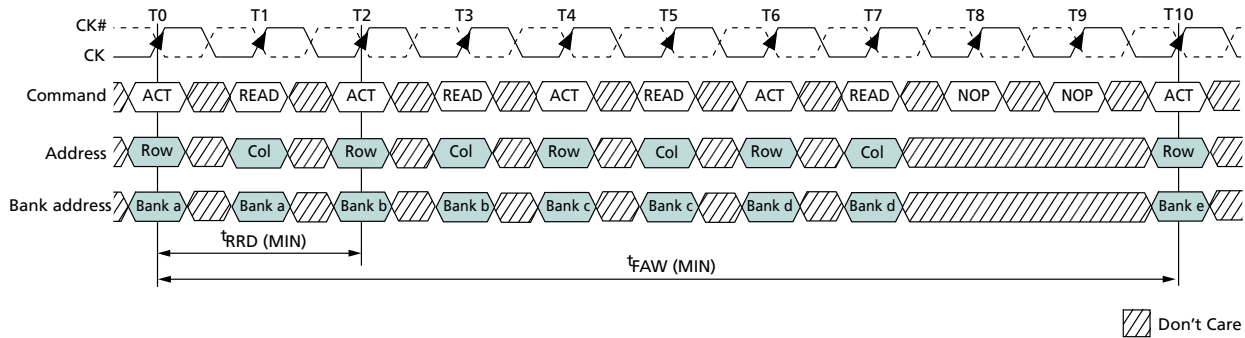 T0 T1 T2 T3 T4 T5 T6 T7 T8 T9 T10
CK#
CK
Command ACT READ ACT READ ACT READ ACT READ NOP NOP ACT
Address Row Col Row Col Row Col Row Col Row
Bank address Bank a Bank a Bank b Bank b Bank c Bank c Bank d Bank d Bank e
tRRD (MIN)
tFAW (MIN)
Don't Care